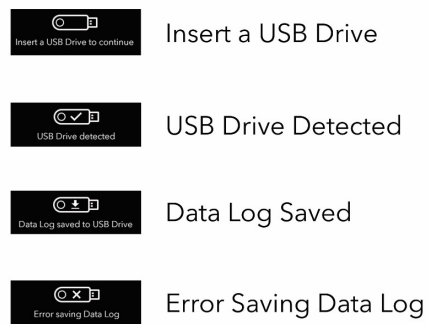 Insert a USB Drive to continue
Insert a USB Drive
USB Drive detected
USB Drive Detected
Data Log saved to USB Drive
Data Log Saved
Error saving Data Log
Error Saving Data Log